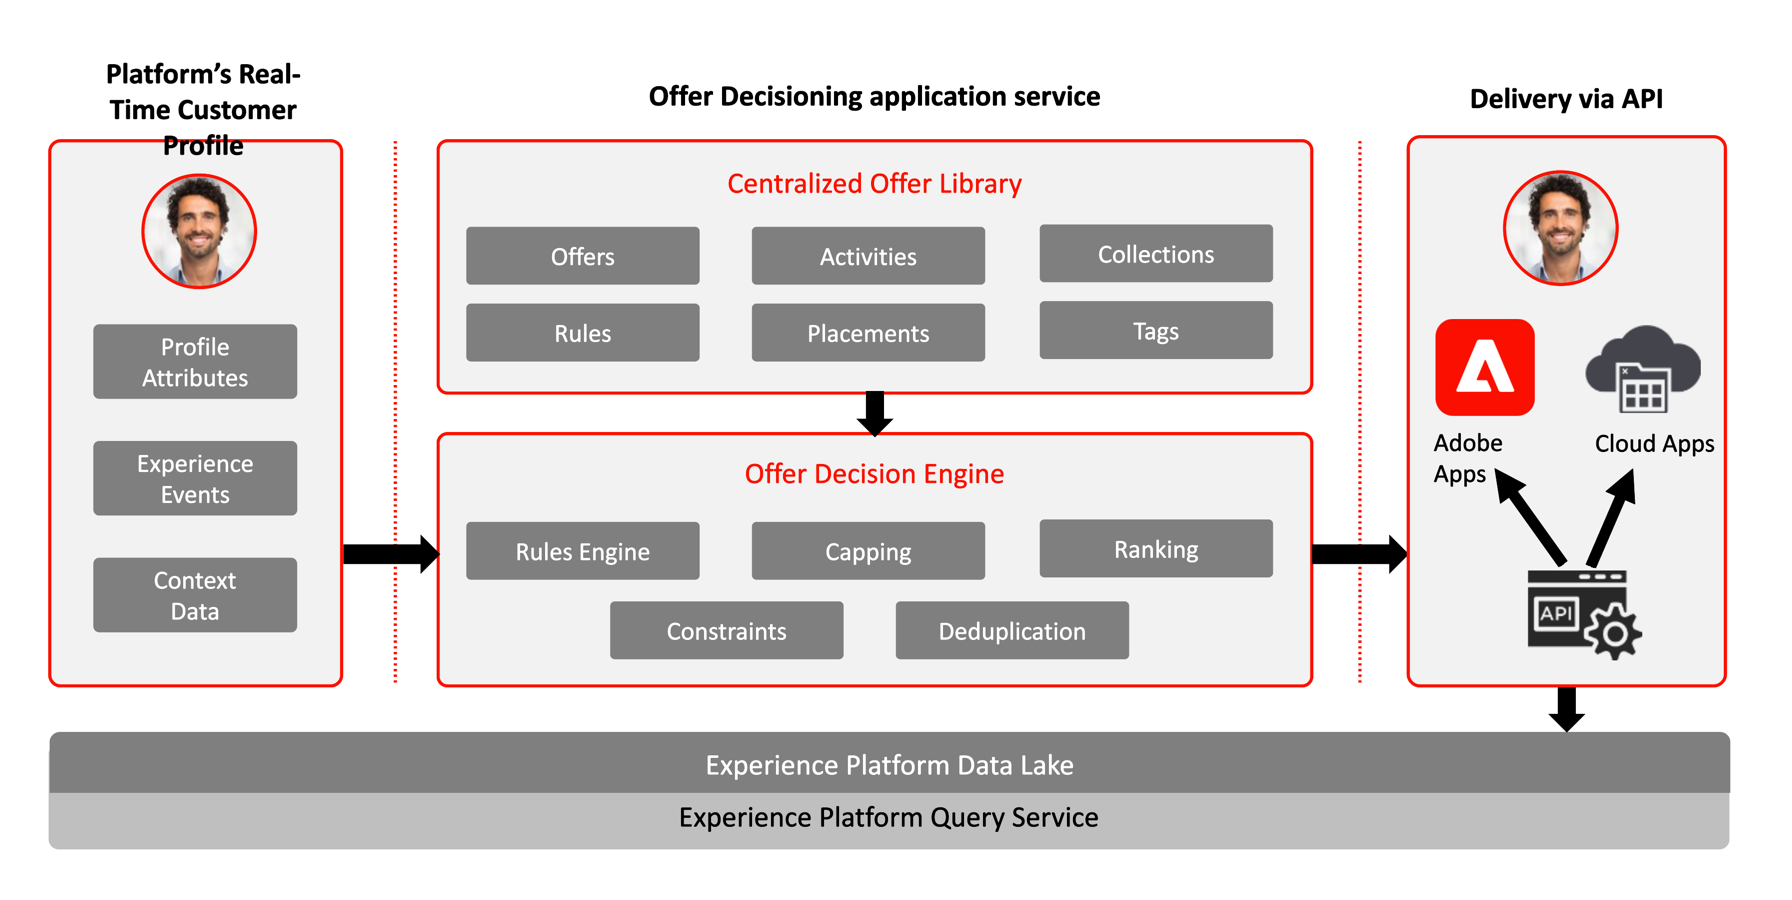 Platform’s Real-
Time Customer
Profile
Profile
Attributes
Experience
Events
Context
Data
Offer Decisioning application service
Centralized Offer Library
Offers
Activities
Collections
Rules
Placements
Tags
Offer Decision Engine
Rules Engine
Capping
Ranking
Constraints
Deduplication
Delivery via API
Adobe
Apps
Cloud Apps
API
Experience Platform Data Lake
Experience Platform Query Service